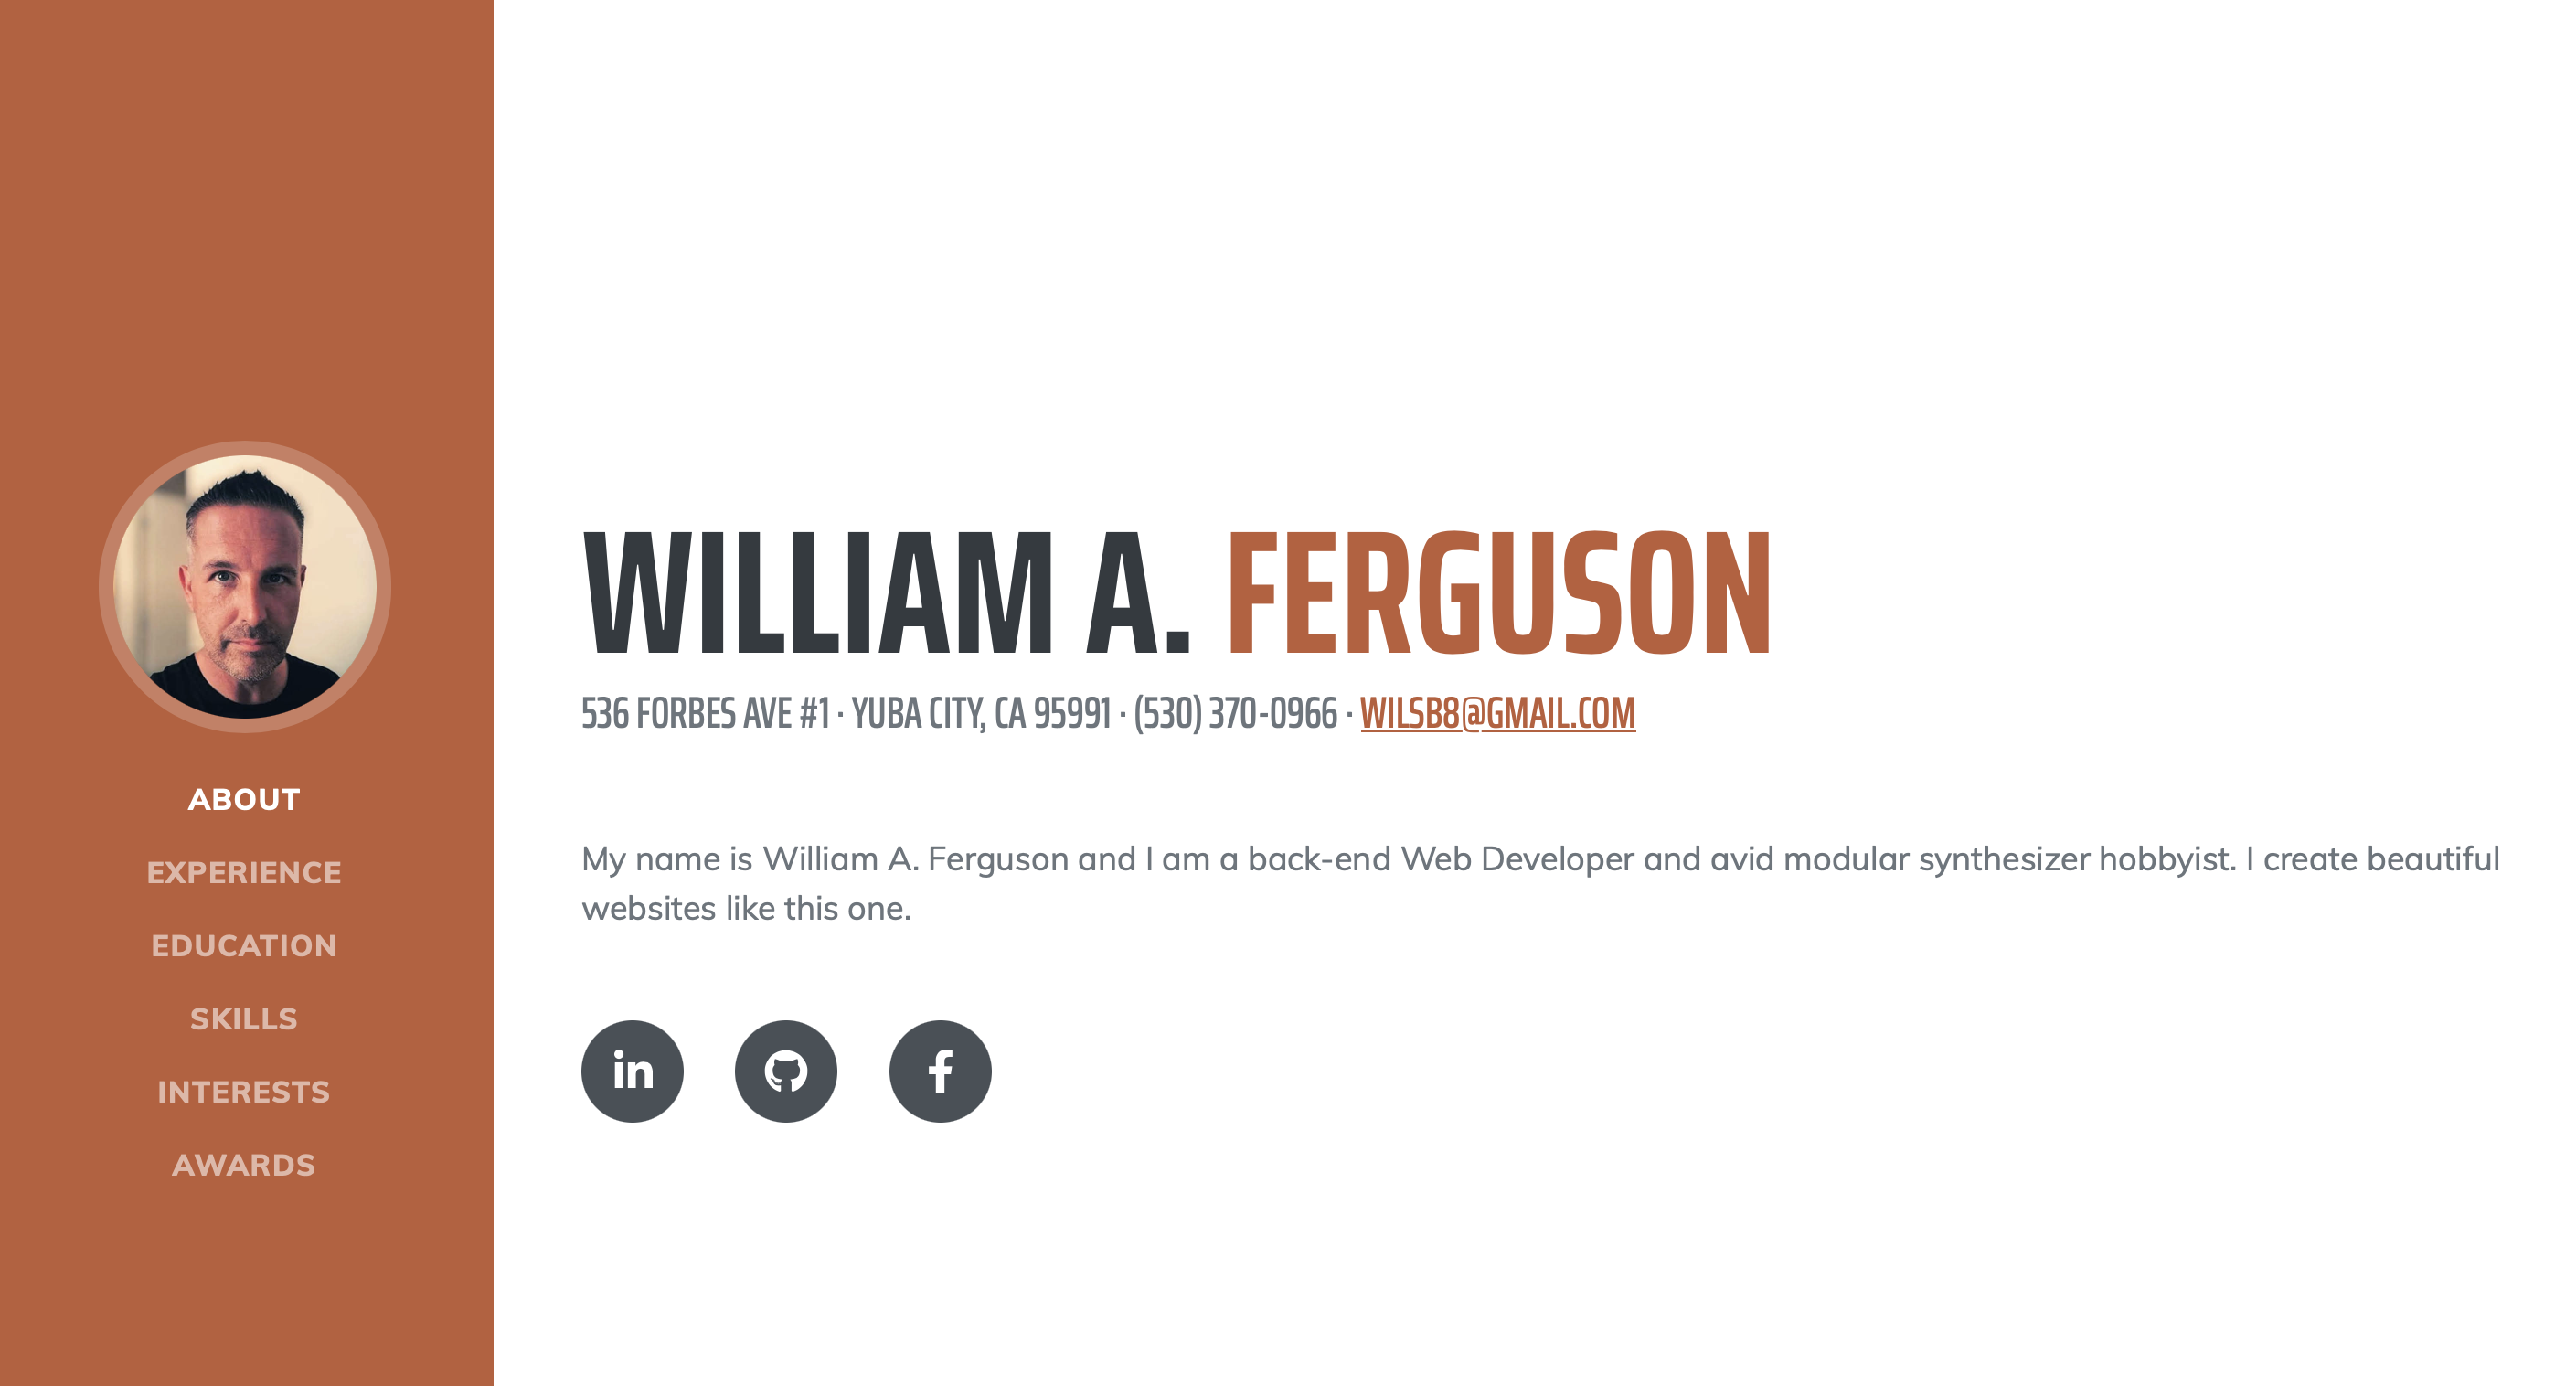 ABOUT
EXPERIENCE
EDUCATION
SKILLS
INTERESTS
AWARDS
WILLIAM A. FERGUSON
536 FORBES AVE #1 · YUBA CITY, CA 95991 · (530) 370-0966 · WILSB8@GMAIL.COM
My name is William A. Ferguson and I am a back-end Web Developer and avid modular synthesizer hobbyist. I create beautiful
websites like this one.
in
f